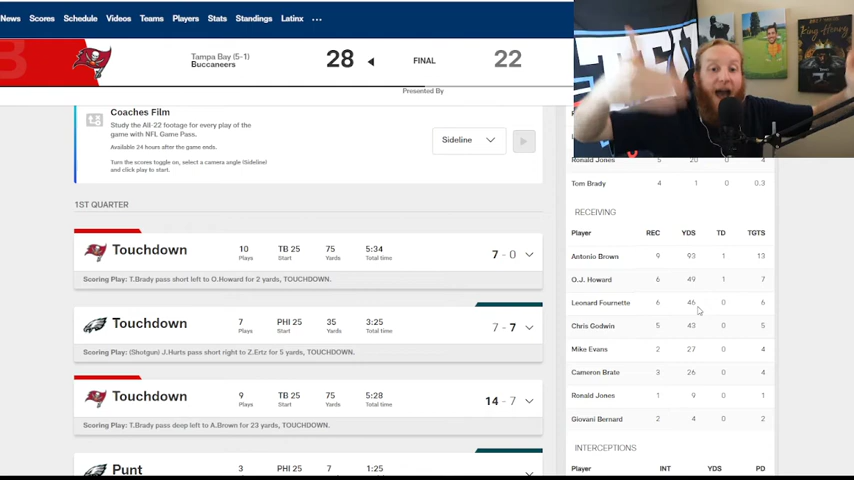 News Scores Schedule Videos Teams Players Stats Standings Latinx ...
Tampa Bay (5-1)
Buccaneers
28
FINAL
22
Presented By
Coaches Film
Study the All-22 footage for every play of the
game with NFL Game Pass.
Available 24 hours after the game ends.
Turn the scores toggle on, select a camera angle (Sideline)
and click play to start.
Sideline
1ST QUARTER
Touchdown 10 TB 25 75 5:34 7 - 0
Plays Start Yards Total time
Scoring Play: T.Brady pass short left to O.Howard for 2 yards, TOUCHDOWN.
Touchdown 7 PHI 25 35 3:25 7 - 7
Plays Start Yards Total time
Scoring Play: (Shotgun) J.Hurts pass short right to Z.Ertz for 5 yards, TOUCHDOWN.
Touchdown 9 TB 25 75 5:28 14 - 7
Plays Start Yards Total time
Scoring Play: T.Brady pass deep left to A.Brown for 23 yards, TOUCHDOWN.
Punt 3 PHI 25 7 1:25
Ronald Jones 5 20 0 4
Tom Brady 4 1 0 0.3
RECEIVING
Player REC YDS TD TGTS
Antonio Brown 9 93 1 13
O.J. Howard 6 49 1 7
Leonard Fournette 6 46 0 6
Chris Godwin 5 43 0 5
Mike Evans 2 27 0 4
Cameron Brate 3 26 0 4
Ronald Jones 1 9 0 1
Giovani Bernard 2 4 0 2
INTERCEPTIONS
Player INT YDS PD
King of Henry